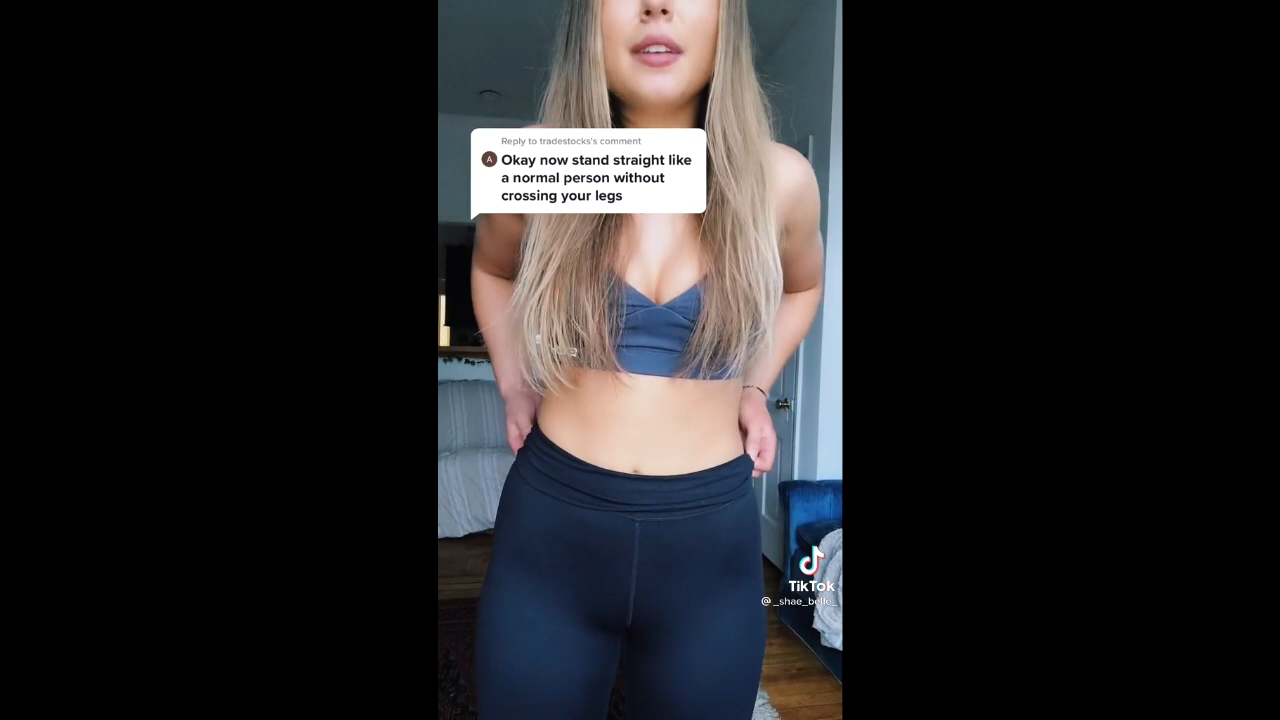 Reply to tradestocks's comment
A
Okay now stand straight like
a normal person without
crossing your legs
TikTok
@_shae_belle_